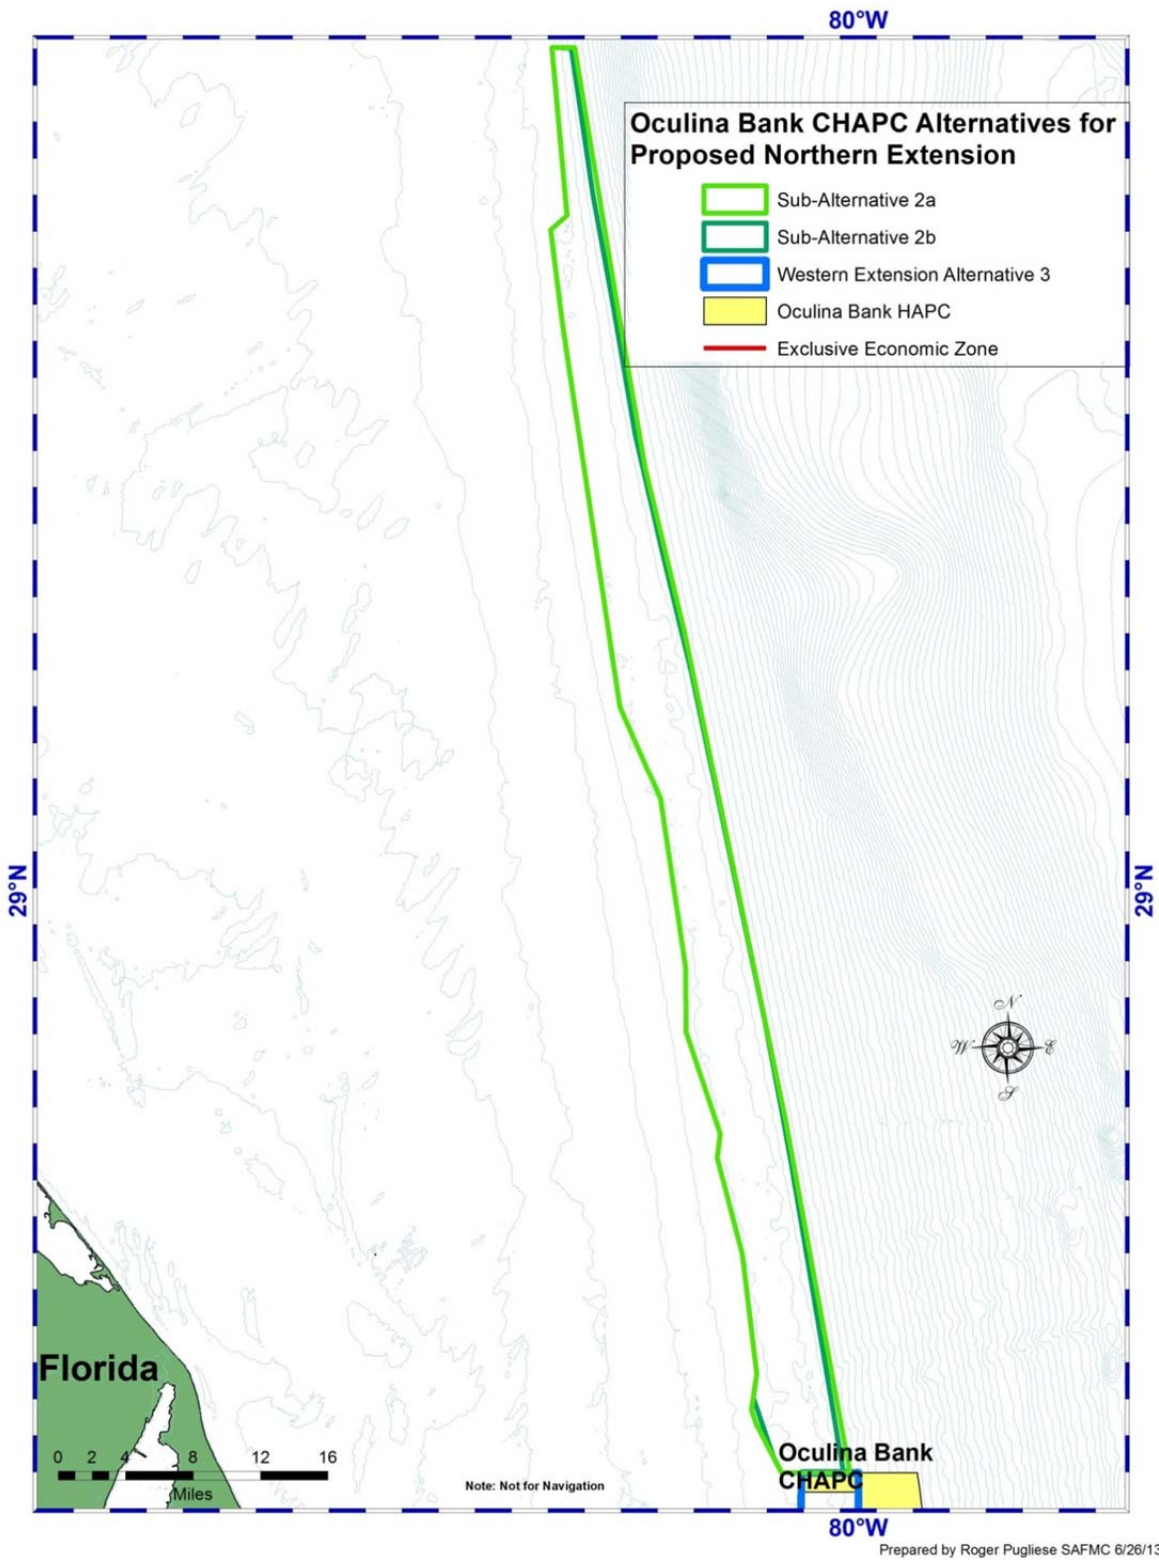 80°W
Oculina Bank CHAPC Alternatives for
Proposed Northern Extension
Sub-Alternative 2a
Sub-Alternative 2b
Western Extension Alternative 3
Oculina Bank HAPC
Exclusive Economic Zone
29°N
29°N
N
W
E
S
Florida
0 2 4 8 12 16
Miles
Note: Not for Navigation
Oculina Bank
CHAPC
80°W
Prepared by Roger Pugliese SAFMC 6/26/13